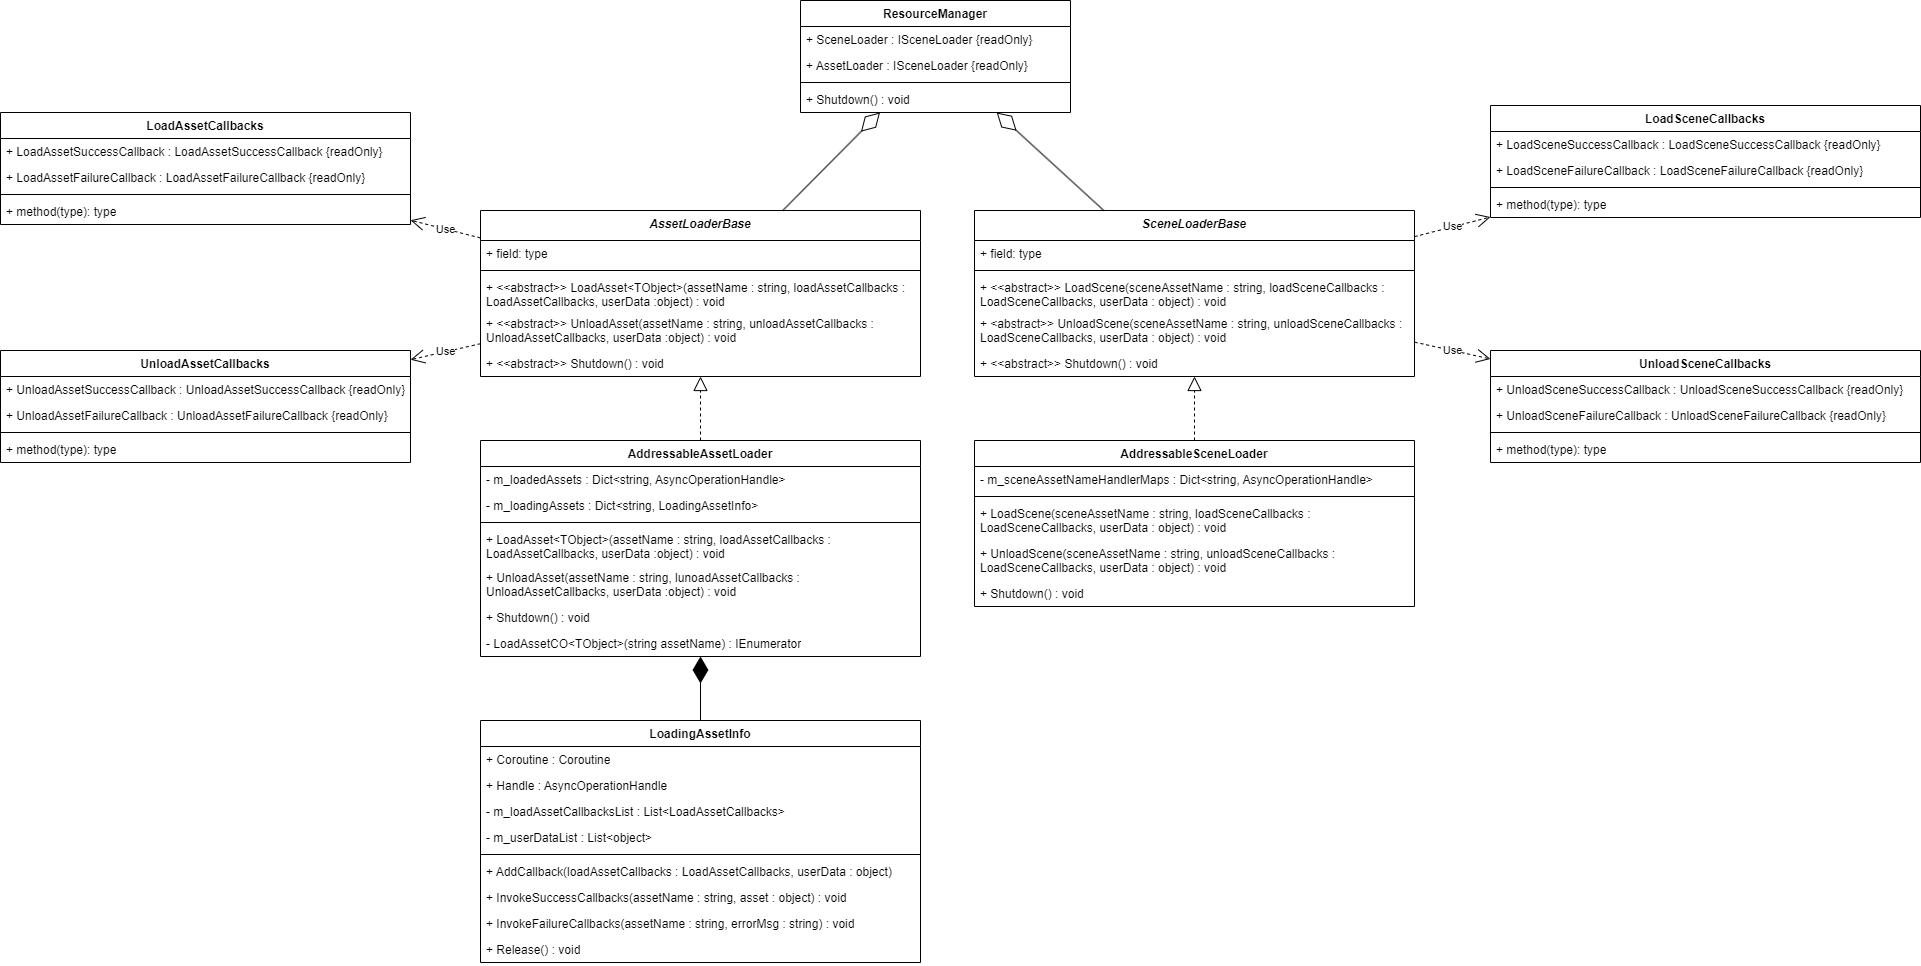 ResourceManager
+ SceneLoader : ISceneLoader {readOnly}
+ AssetLoader : ISceneLoader {readOnly}
+ Shutdown() : void
LoadAssetCallbacks
+ LoadAssetSuccessCallback : LoadAssetSuccessCallback {readOnly}
+ LoadAssetFailureCallback : LoadAssetFailureCallback {readOnly}
+ method(type): type
LoadSceneCallbacks
+ LoadSceneSuccessCallback : LoadSceneSuccessCallback {readOnly}
+ LoadSceneFailureCallback : LoadSceneFailureCallback {readOnly}
+ method(type): type
Use
AssetLoaderBase
+ field: type
+ <<abstract>> LoadAsset<TObject>(assetName : string, loadAssetCallbacks :
LoadAssetCallbacks, userData :object) : void
+ <<abstract>> UnloadAsset(assetName : string, unloadAssetCallbacks :
UnloadAssetCallbacks, userData :object) : void
+ <<abstract>> Shutdown() : void
Use
SceneLoaderBase
+ field: type
+ <<abstract>> LoadScene(sceneAssetName : string, loadSceneCallbacks :
LoadSceneCallbacks, userData : object) : void
+ <abstract>> UnloadScene(sceneAssetName : string, unloadSceneCallbacks :
LoadSceneCallbacks, userData : object) : void
+ <<abstract>> Shutdown() : void
Use
Use
UnloadAssetCallbacks
+ UnloadAssetSuccessCallback : UnloadAssetSuccessCallback {readOnly}
+ UnloadAssetFailureCallback : UnloadAssetFailureCallback {readOnly}
+ method(type): type
UnloadSceneCallbacks
+ UnloadSceneSuccessCallback : UnloadSceneSuccessCallback {readOnly}
+ UnloadSceneFailureCallback : UnloadSceneFailureCallback {readOnly}
+ method(type): type
AddressableAssetLoader
- m_loadedAssets : Dict<string, AsyncOperationHandle>
- m_loadingAssets : Dict<string, LoadingAssetInfo>
+ LoadAsset<TObject>(assetName : string, loadAssetCallbacks :
LoadAssetCallbacks, userData :object) : void
+ UnloadAsset(assetName : string, lunoadAssetCallbacks :
UnloadAssetCallbacks, userData :object) : void
+ Shutdown() : void
- LoadAssetCO<TObject>(string assetName) : IEnumerator
AddressableSceneLoader
- m_sceneAssetNameHandlerMaps : Dict<string, AsyncOperationHandle>
+ LoadScene(sceneAssetName : string, loadSceneCallbacks :
LoadSceneCallbacks, userData : object) : void
+ UnloadScene(sceneAssetName : string, unloadSceneCallbacks :
LoadSceneCallbacks, userData : object) : void
+ Shutdown() : void
LoadingAssetInfo
+ Coroutine : Coroutine
+ Handle : AsyncOperationHandle
- m_loadAssetCallbacksList : List<LoadAssetCallbacks>
- m_userDataList : List<object>
+ AddCallback(loadAssetCallbacks : LoadAssetCallbacks, userData : object)
+ InvokeSuccessCallbacks(assetName : string, asset : object) : void
+ InvokeFailureCallbacks(assetName : string, errorMsg : string) : void
+ Release() : void